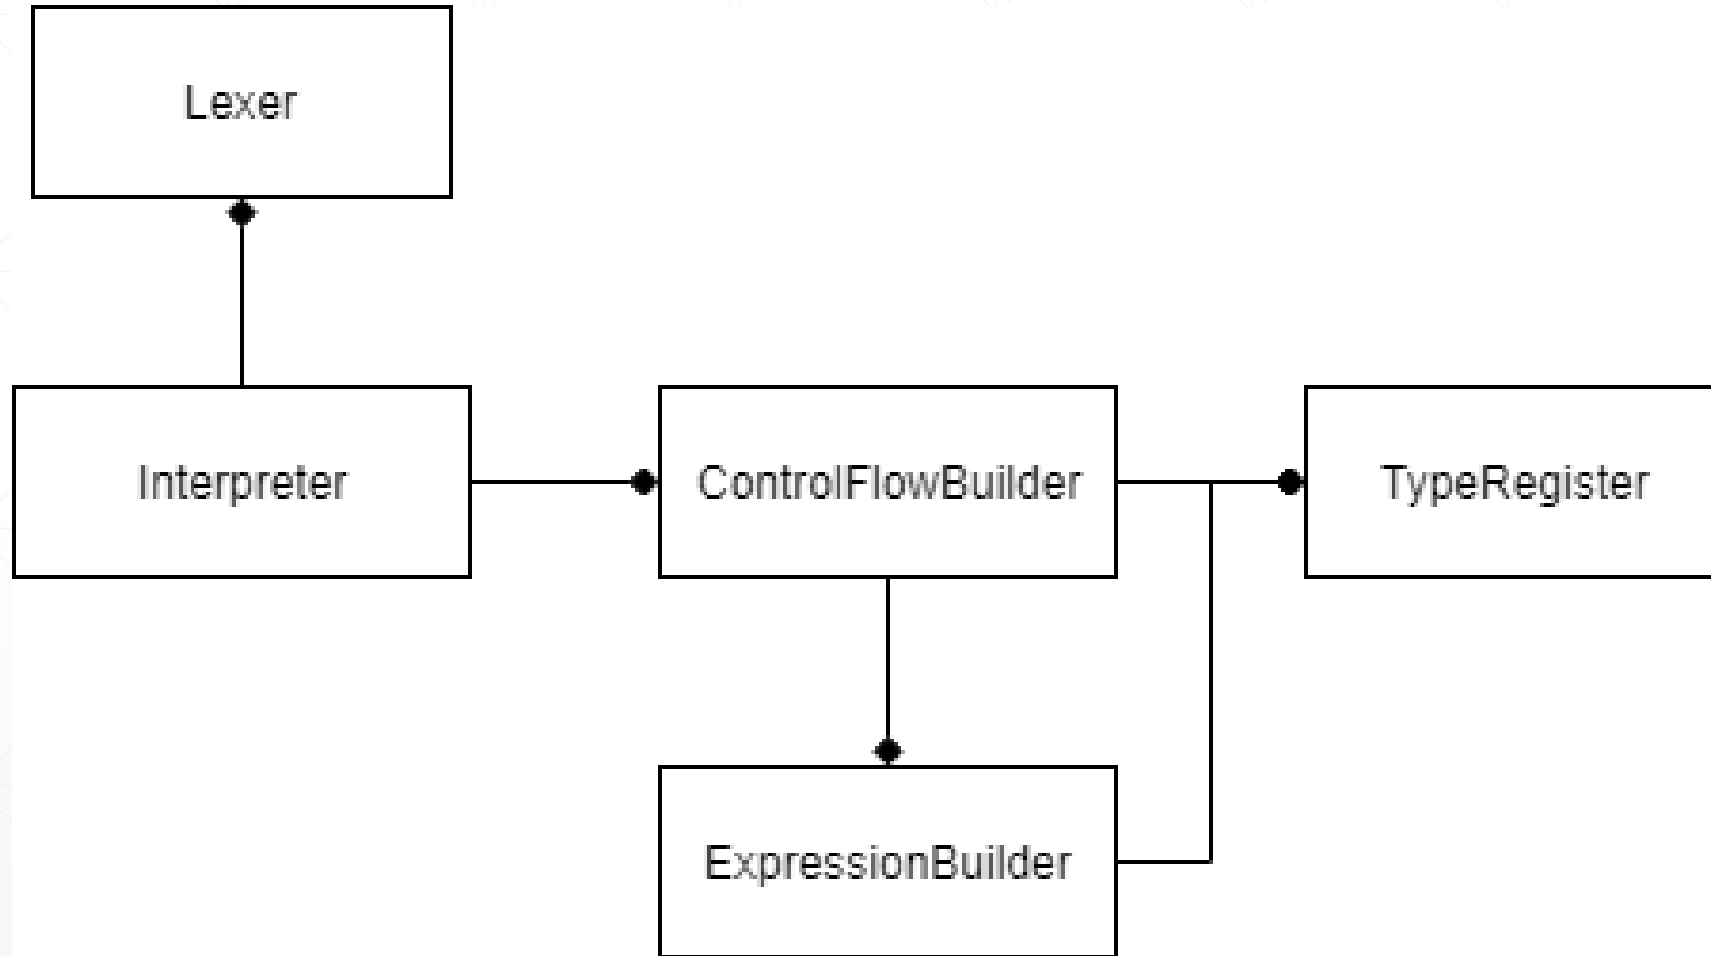 Lexer
Interpreter
ControlFlowBuilder
TypeRegister
ExpressionBuilder